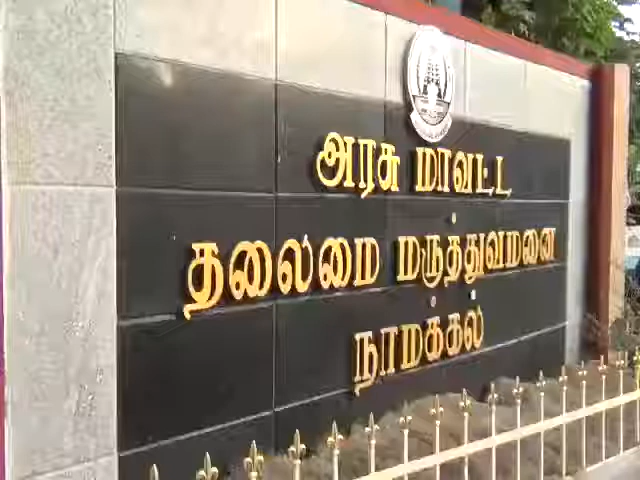 அரசு மாவட்ட
தலைமை மருத்துவமனை
நாமக்கல்